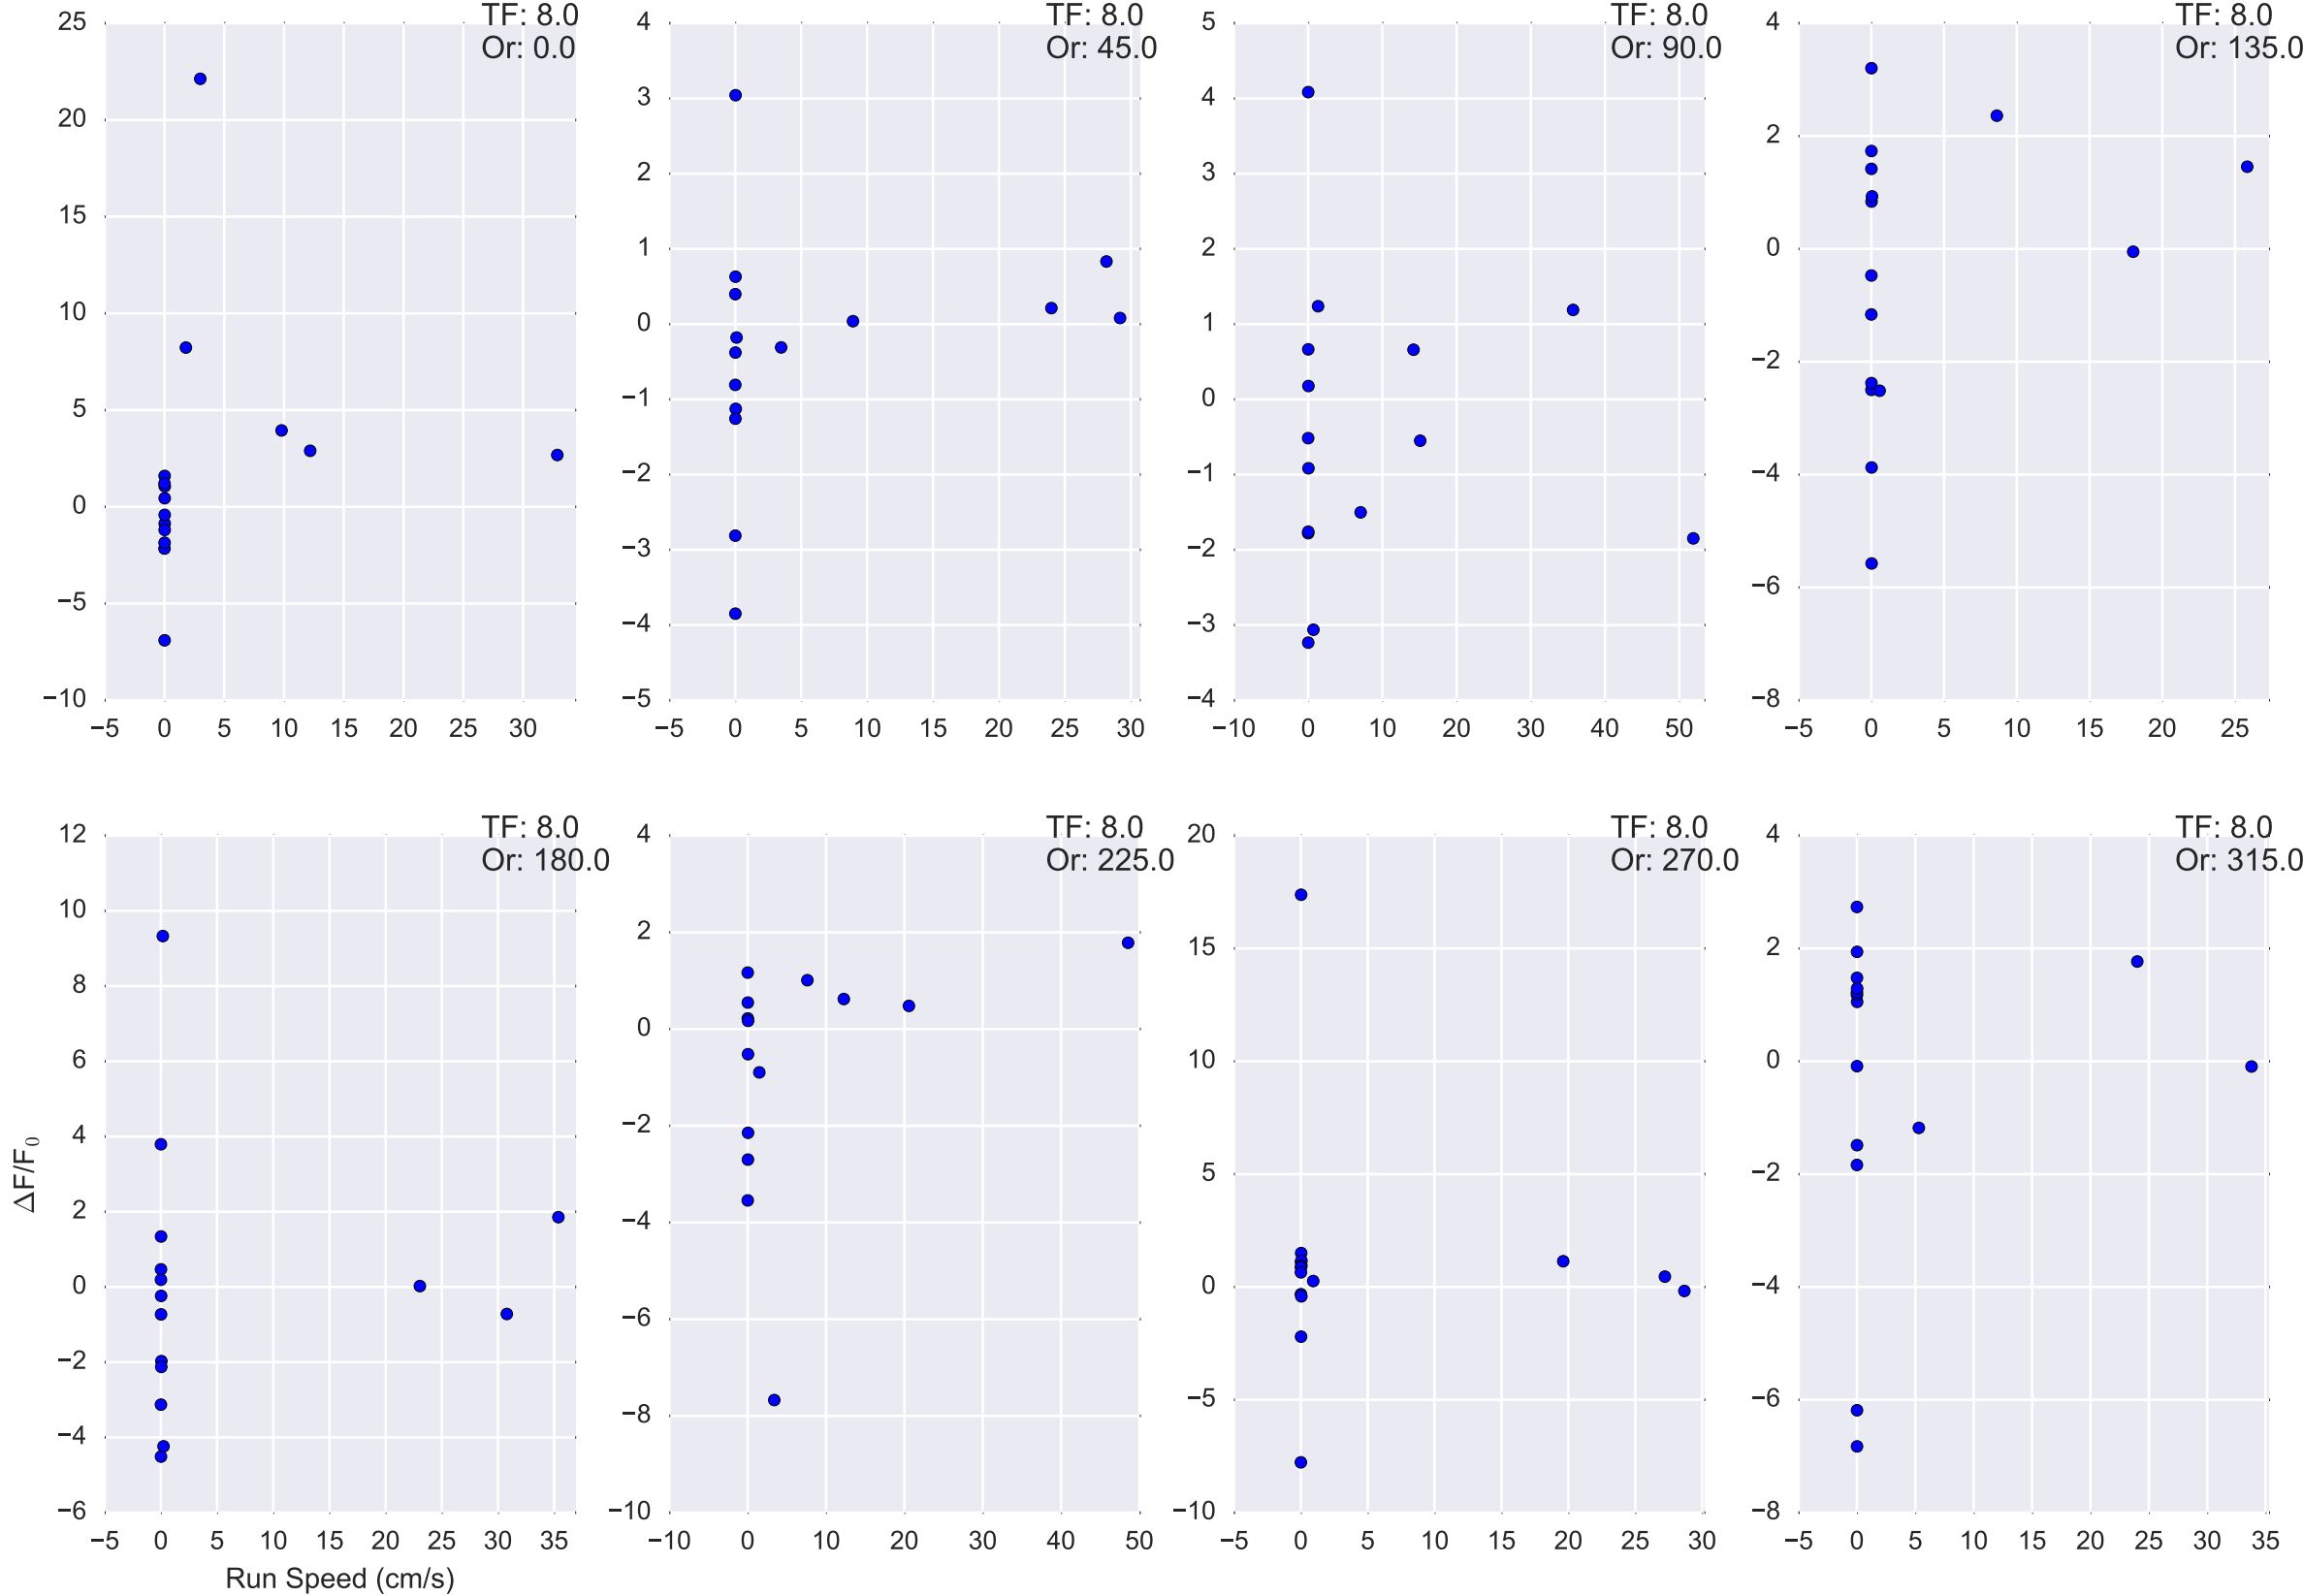 TF: 8.0
Or: 0.0
25
20
15
10
5
0
−5
−10
−5 0 5 10 15 20 25 30
TF: 8.0
Or: 45.0
4
3
2
1
0
−1
−2
−3
−4
−5
−5 0 5 10 15 20 25 30
TF: 8.0
Or: 90.0
5
4
3
2
1
0
−1
−2
−3
−4
−10 0 10 20 30 40 50
TF: 8.0
Or: 135.0
4
2
0
−2
−4
−6
−8
−5 0 5 10 15 20 25
TF: 8.0
Or: 180.0
12
10
8
6
4
2
0
−2
−4
−6
ΔF/F₀
−5 0 5 10 15 20 25 30 35
Run Speed (cm/s)
TF: 8.0
Or: 225.0
4
2
0
−2
−4
−6
−8
−10
−10 0 10 20 30 40 50
TF: 8.0
Or: 270.0
20
15
10
5
0
−5
−10
−5 0 5 10 15 20 25 30
TF: 8.0
Or: 315.0
4
2
0
−2
−4
−6
−8
−5 0 5 10 15 20 25 30 35